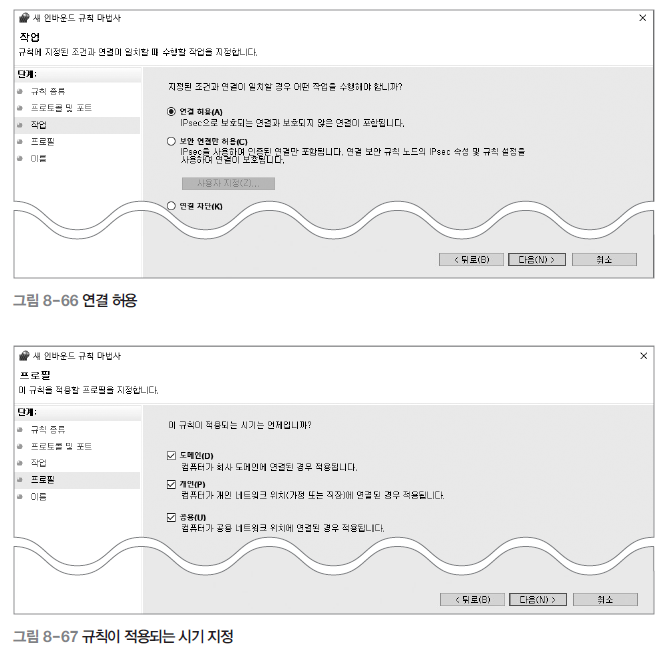 새 인바운드 규칙 마법사
작업
규칙에 지정된 조건과 연결이 일치할 때 수행할 작업을 지정합니다.
단계:
규칙 종류
프로토콜 및 포트
작업
프로필
이름
지정된 조건과 연결이 일치할 경우 어떤 작업을 수행해야 합니까?
연결 허용(A)
IPsec으로 보호되는 연결과 보호되지 않은 연결이 포함됩니다.
보안 연결만 허용(C)
IPsec을 사용하여 인증된 연결만 포함됩니다. 연결 보안 규칙 노드의 IPsec 속성 및 규칙 설정을
사용하여 연결이 보호됩니다.
사용자 지정(Z)...
연결 차단(K)
< 뒤로(B)
다음(N) >
취소
그림 8-66 연결 허용
새 인바운드 규칙 마법사
프로필
이 규칙을 적용할 프로필을 지정합니다.
단계:
규칙 종류
프로토콜 및 포트
작업
프로필
이름
이 규칙이 적용되는 시기는 언제입니까?
도메인(D)
컴퓨터가 회사 도메인에 연결된 경우 적용됩니다.
개인(P)
컴퓨터가 개인 네트워크 위치(가정 또는 직장)에 연결된 경우 적용됩니다.
공용(U)
컴퓨터가 공용 네트워크 위치에 연결된 경우 적용됩니다.
< 뒤로(B)
다음(N) >
취소
그림 8-67 규칙이 적용되는 시기 지정